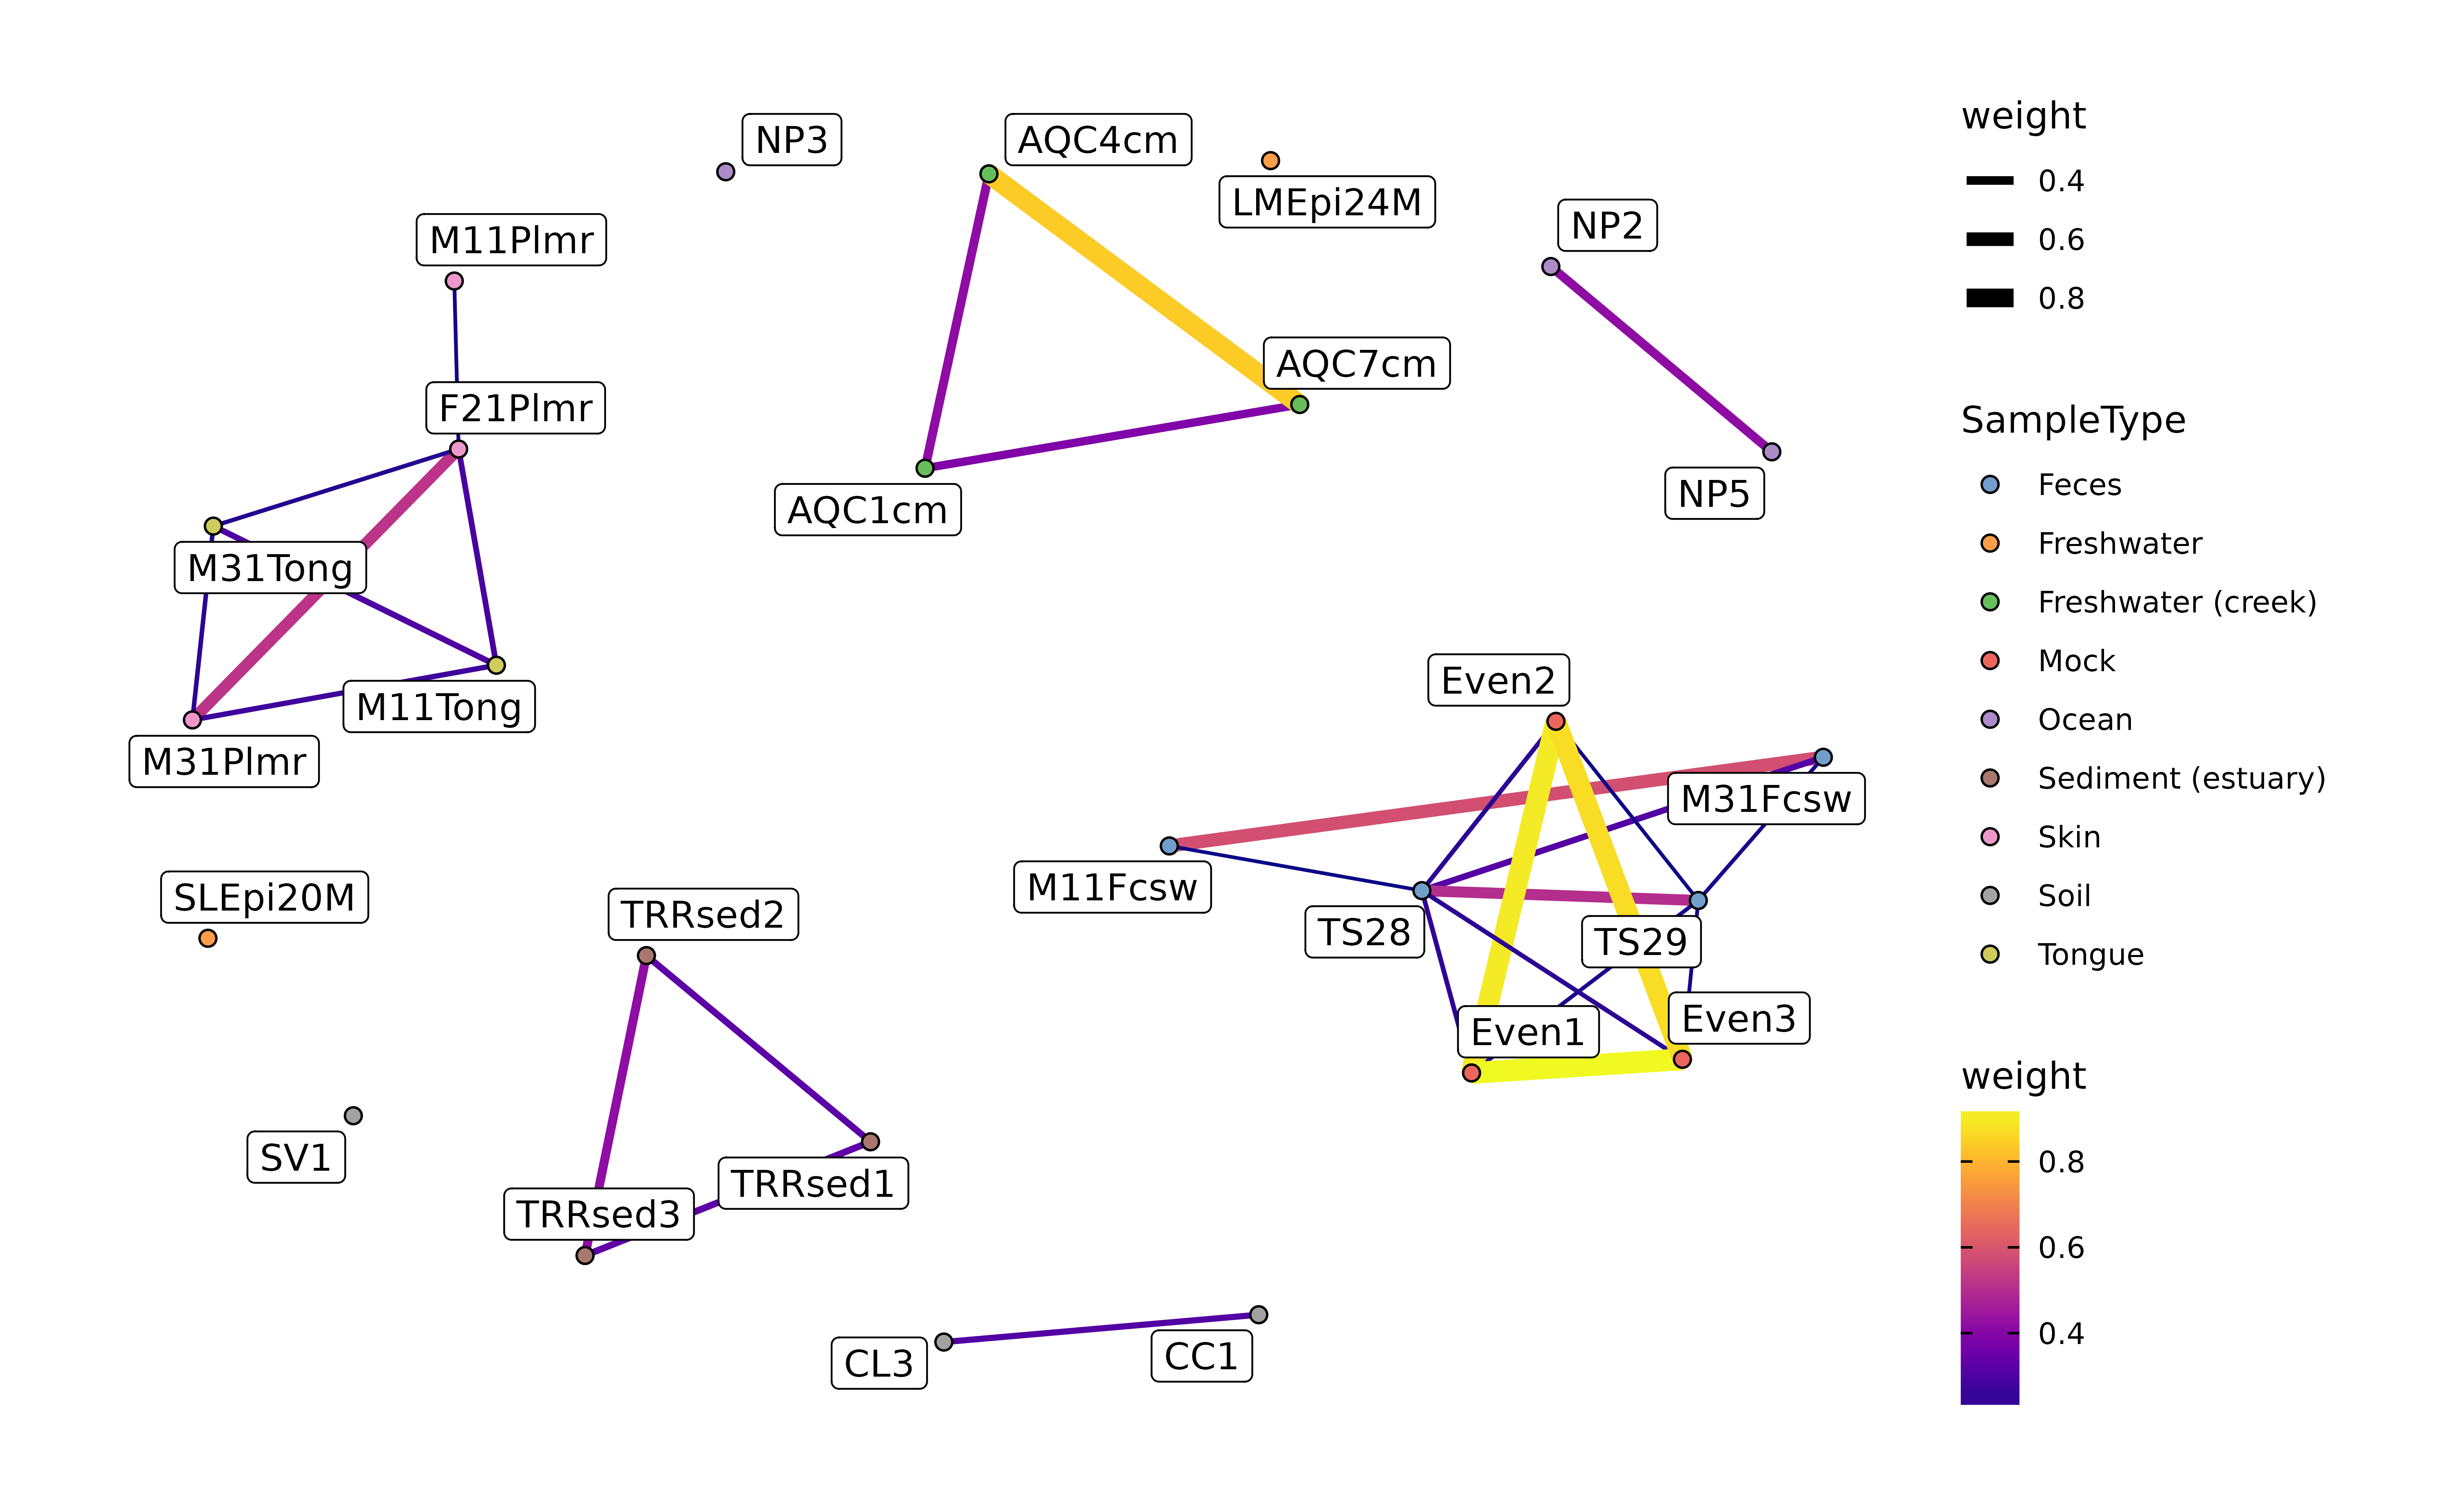 NP3
AQC4cm
LMEpi24M
M11Plmr
NP2
AQC7cm
F21Plmr
NP5
AQC1cm
M31Tong
Even2
M11Tong
M31Plmr
M31Fcsw
M11Fcsw
SLEpi20M
TRRsed2
TS28
TS29
Even3
Even1
SV1
TRRsed1
TRRsed3
CC1
CL3
weight
0.4
0.6
0.8
SampleType
Feces
Freshwater
Freshwater (creek)
Mock
Ocean
Sediment (estuary)
Skin
Soil
Tongue
weight
0.8
0.6
0.4